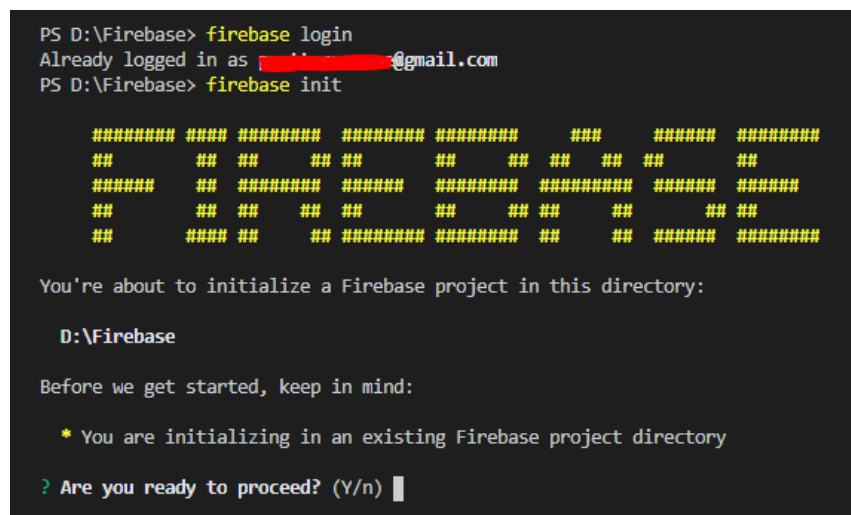 PS D:\Firebase> firebase login
Already logged in as @gmail.com
PS D:\Firebase> firebase init
######## #### ########  ######## ########     ###     ######  ########
##        ##  ##     ## ##       ##     ##  ##   ##  ##       ##
######    ##  ########  ######   ########  #########  ######  ######
##        ##  ##    ##  ##       ##     ## ##     ##       ## ##
##       #### ##     ## ######## ########  ##     ##  ######  ########
You're about to initialize a Firebase project in this directory:
D:\Firebase
Before we get started, keep in mind:
* You are initializing in an existing Firebase project directory
? Are you ready to proceed? (Y/n)